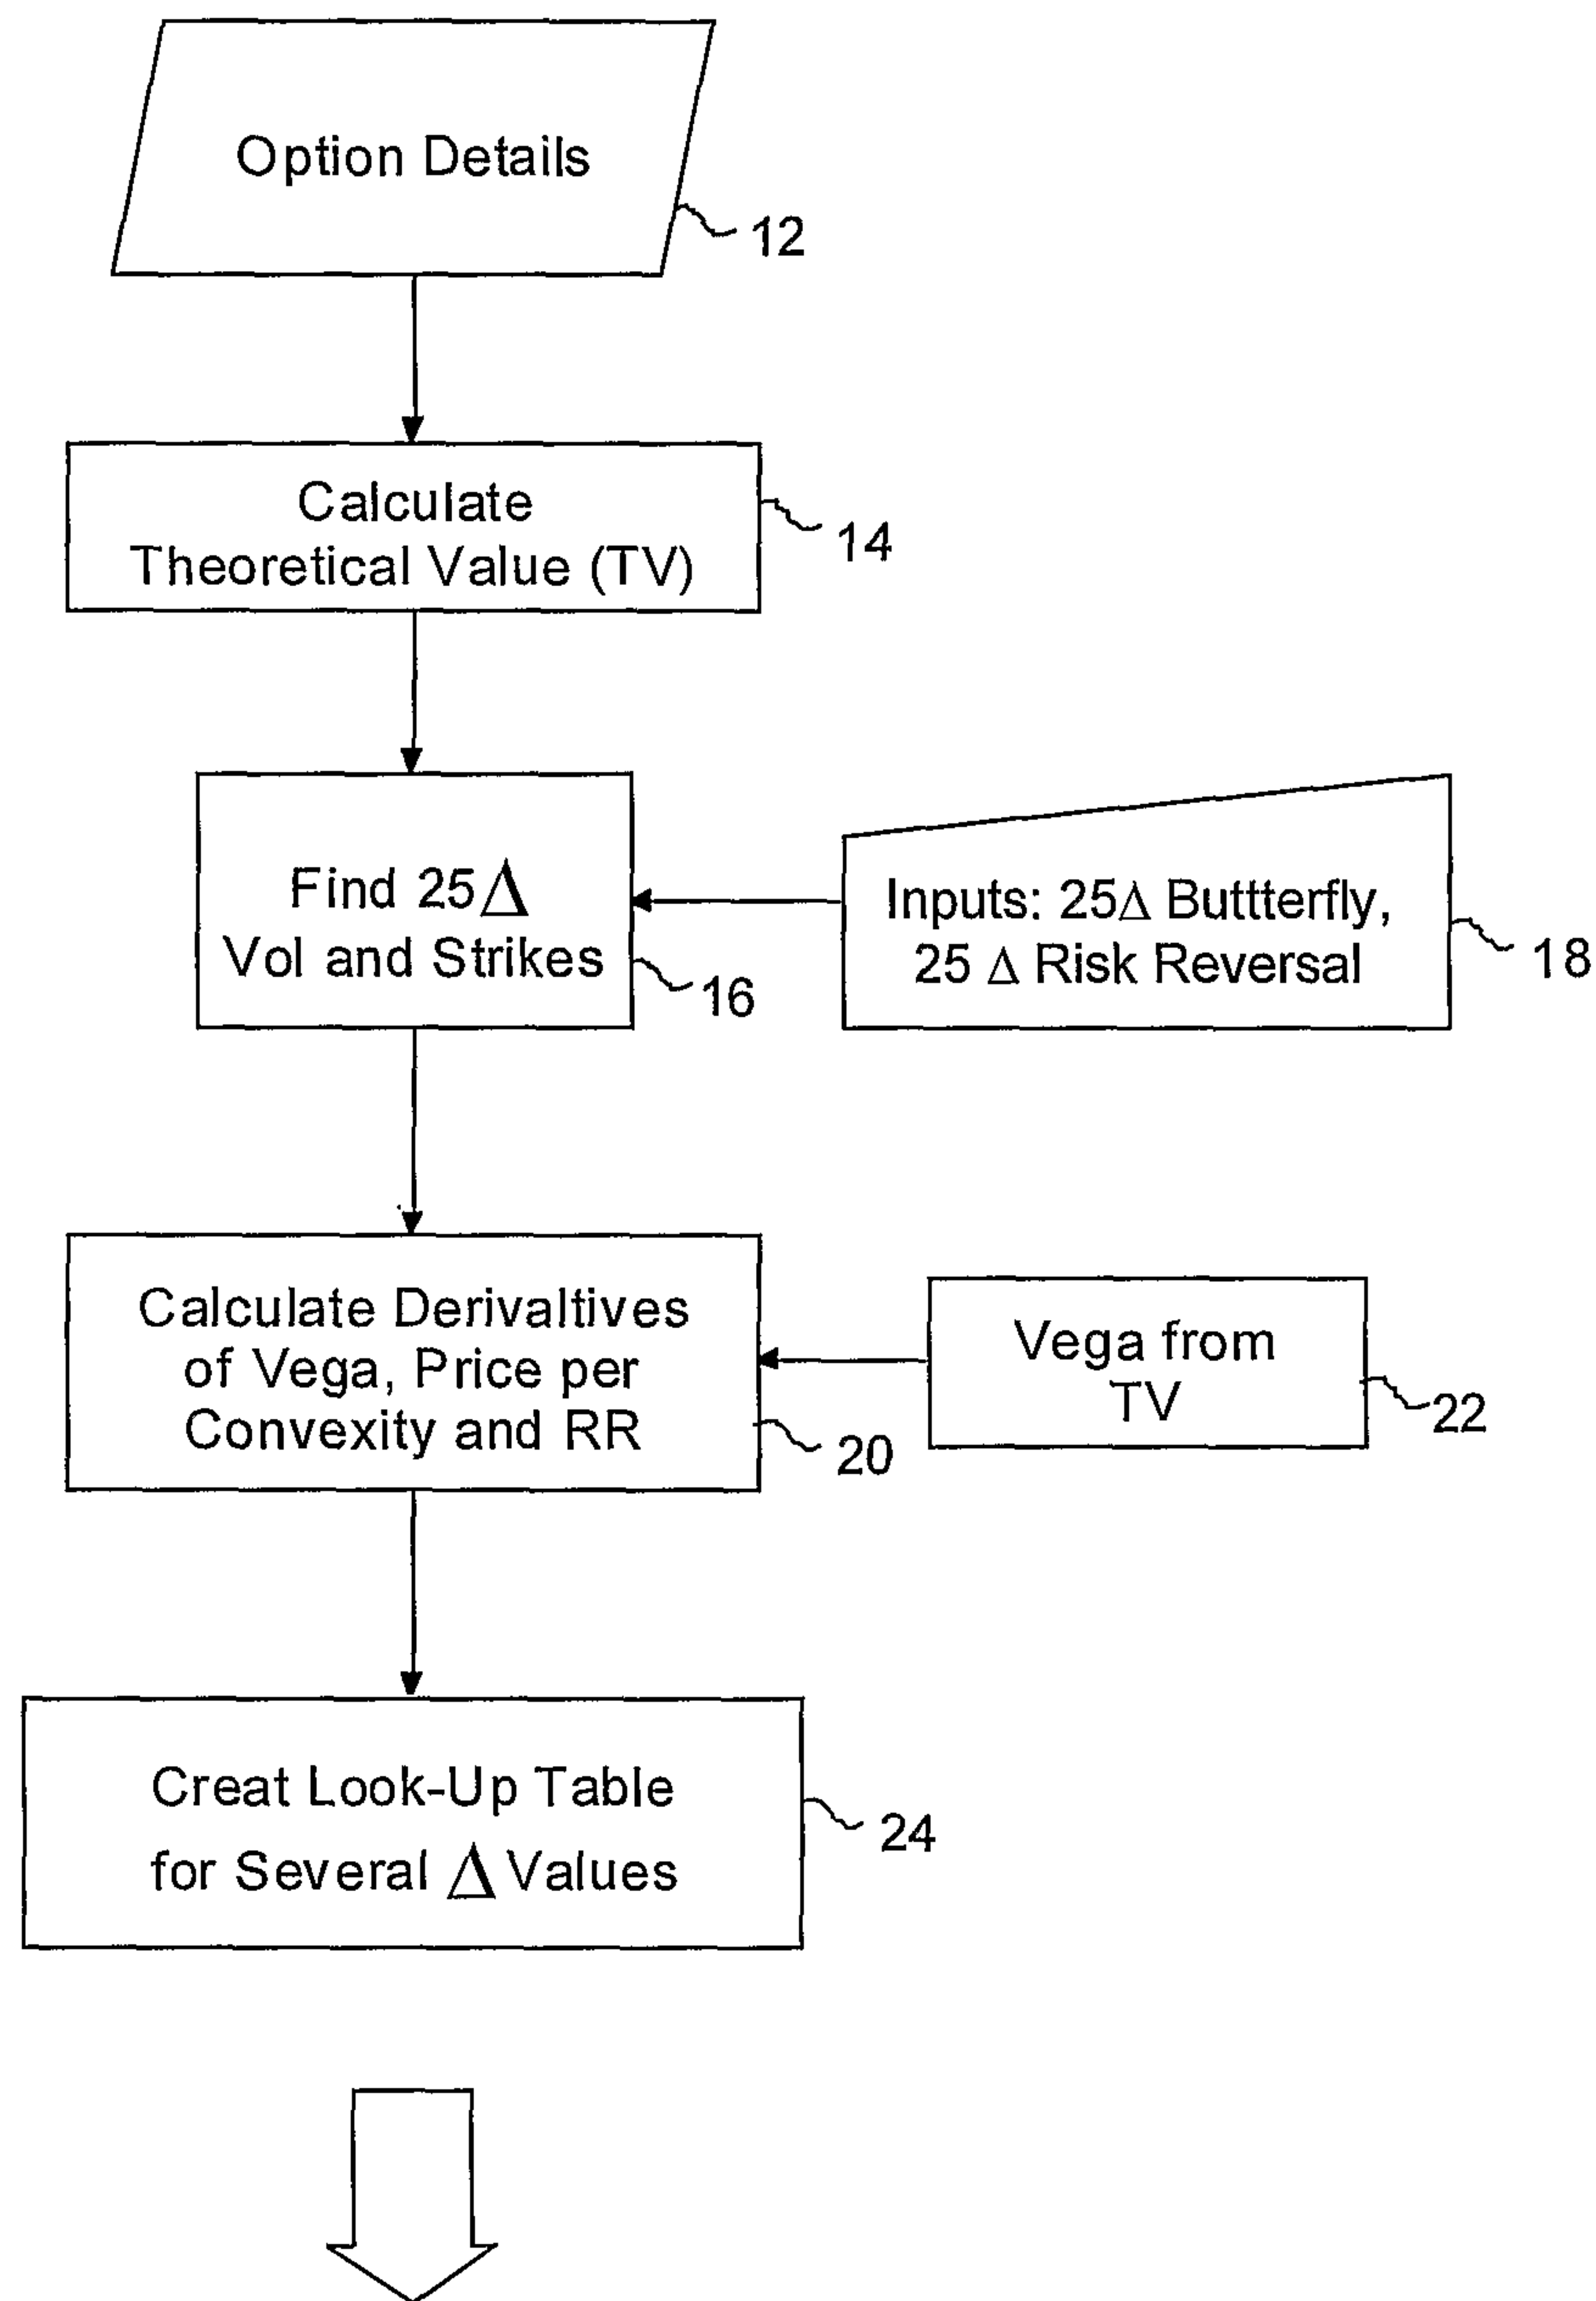 Option Details
12
Calculate
Theoretical Value (TV)
14
Find 25Δ
Vol and Strikes
16
Inputs: 25Δ Buttterfly,
25 Δ Risk Reversal
18
Calculate Derivaltives
of Vega, Price per
Convexity and RR
20
Vega from
TV
22
Creat Look-Up Table
for Several Δ Values
24